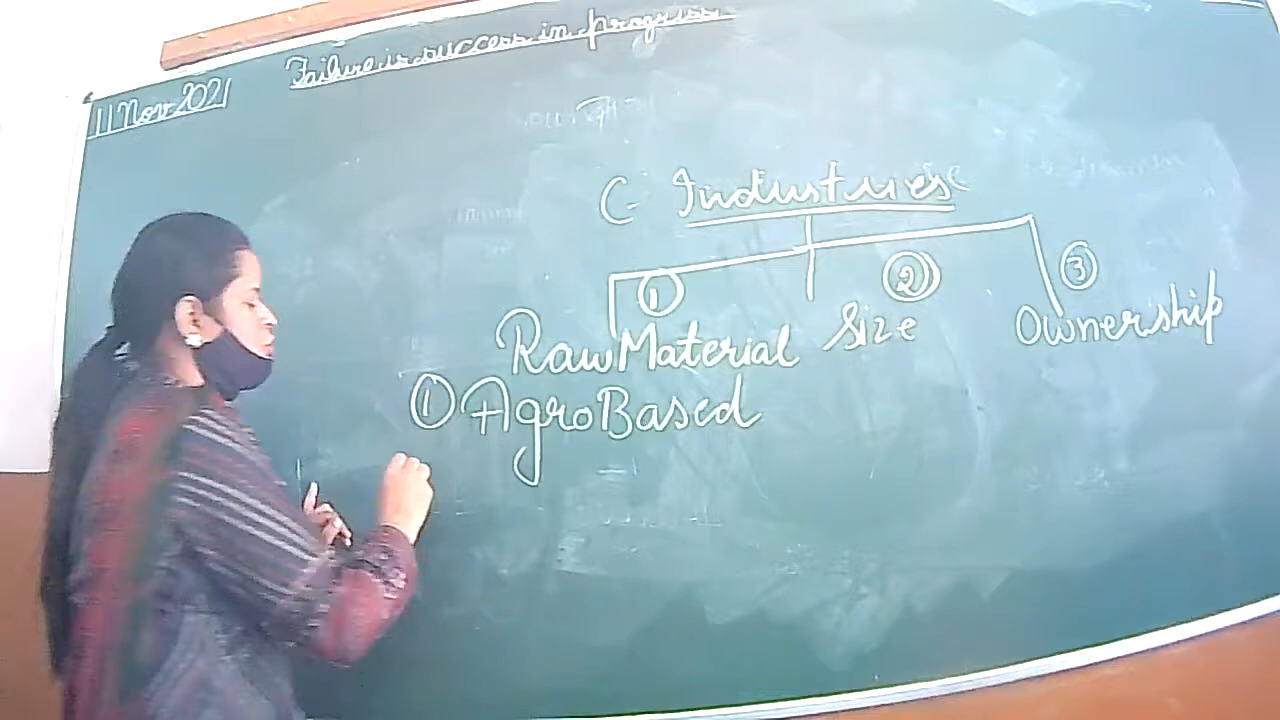 Failure is success in progress
11 Nov 2021
C. Industries
① ② ③
Raw Material Size Ownership
① Agro Based